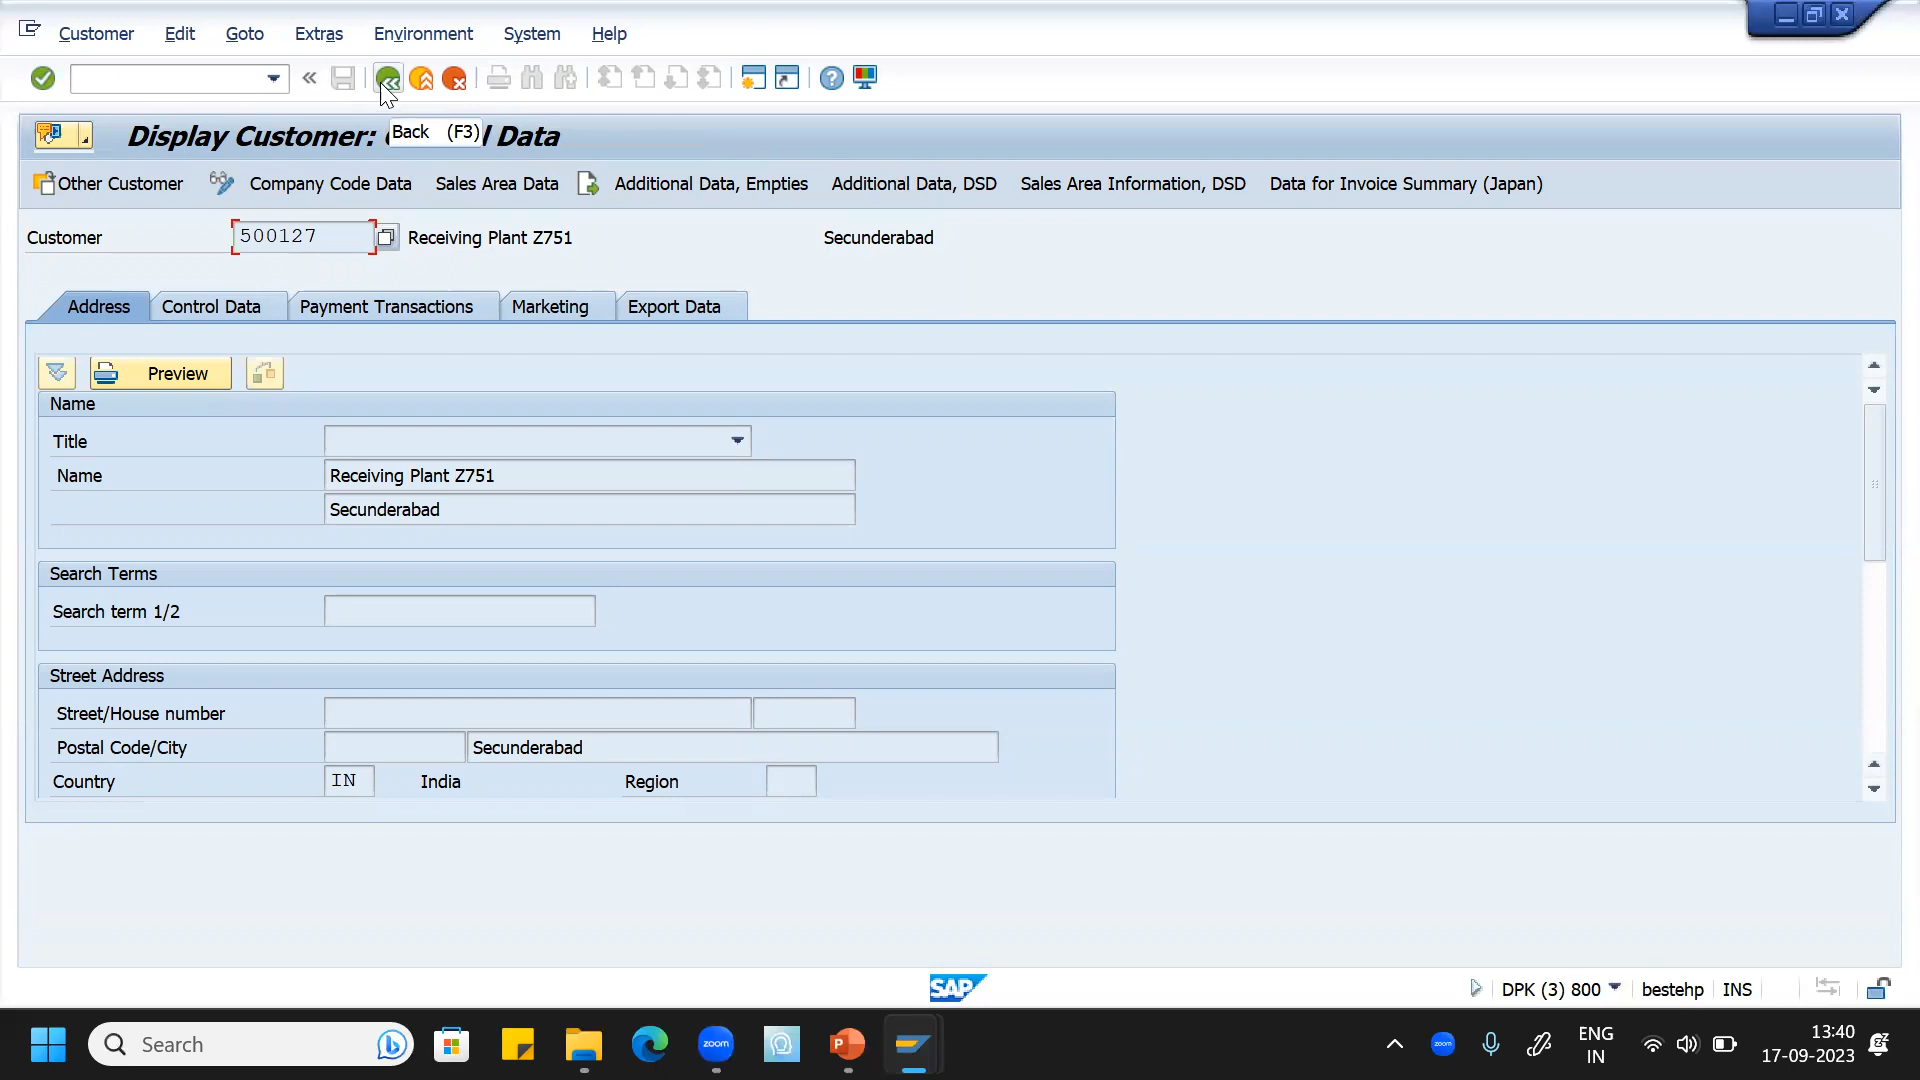 Customer Edit Goto Extras Environment System Help
Back (F3)
Display Customer: l Data
Other Customer Company Code Data Sales Area Data Additional Data, Empties Additional Data, DSD Sales Area Information, DSD Data for Invoice Summary (Japan)
Customer 500127 Receiving Plant Z751 Secunderabad
Address Control Data Payment Transactions Marketing Export Data
Preview
Name
Title
Name Receiving Plant Z751
Secunderabad
Search Terms
Search term 1/2
Street Address
Street/House number
Postal Code/City Secunderabad
Country IN India Region
SAP DPK (3) 800 bestehp INS
Search zoom P zoom ENG IN 13:40
17-09-2023